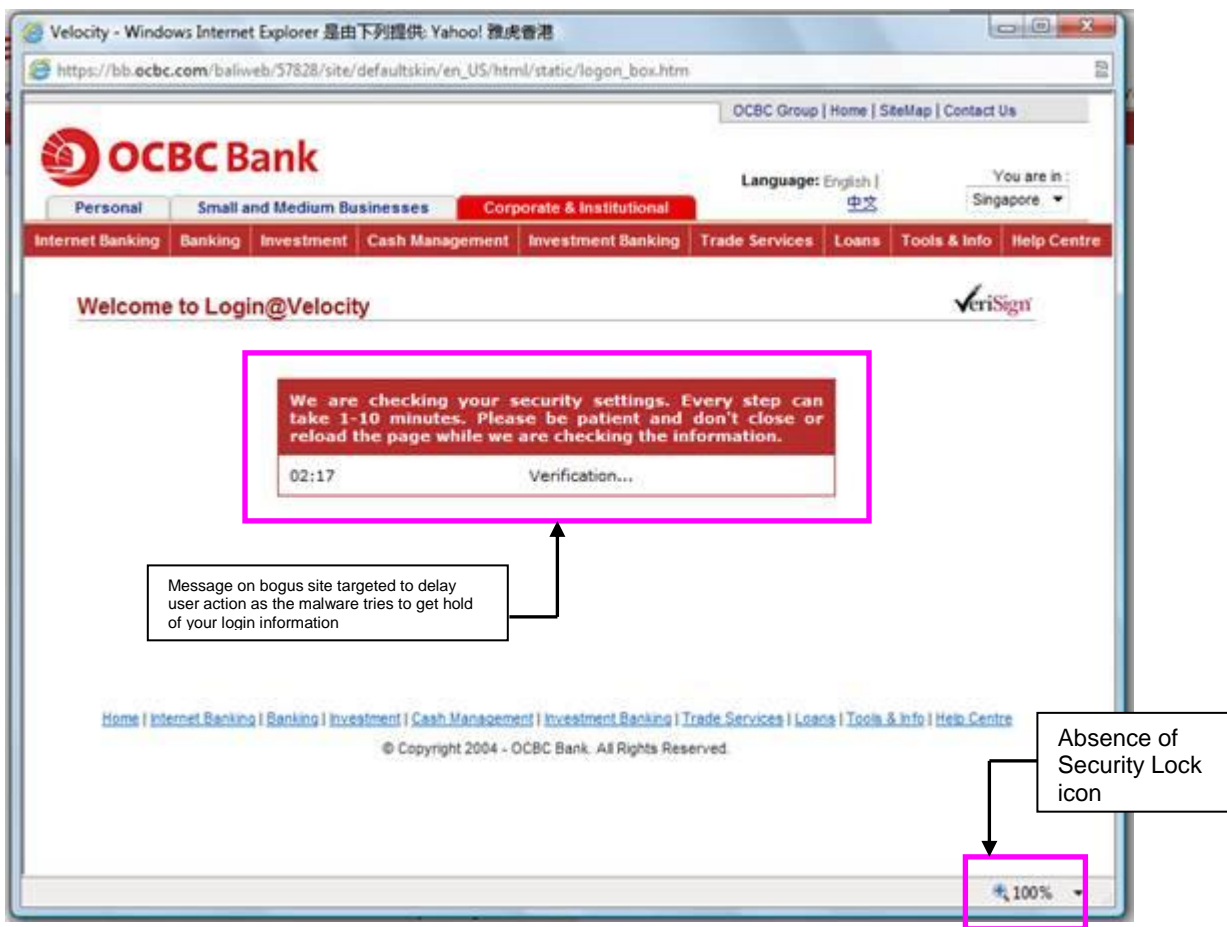 Velocity - Windows Internet Explorer 是由下列提供: Yahoo! 雅虎香港
https://bb.ocbc.com/baliweb/57828/site/defaultskin/en_US/html/static/logon_box.htm
OCBC Group | Home | SiteMap | Contact Us
OCBC Bank
Language: English |
中文
You are in :
Singapore
Personal Small and Medium Businesses Corporate & Institutional
Internet Banking Banking Investment Cash Management Investment Banking Trade Services Loans Tools & Info Help Centre
Welcome to Login@Velocity
VeriSign
We are checking your security settings. Every step can
take 1-10 minutes. Please be patient and don't close or
reload the page while we are checking the information.
02:17 Verification...
Message on bogus site targeted to delay
user action as the malware tries to get hold
of your login information
Home | Internet Banking | Banking | Investment | Cash Management | Investment Banking | Trade Services | Loans | Tools & Info | Help Centre
© Copyright 2004 - OCBC Bank. All Rights Reserved.
Absence of
Security Lock
icon
100%